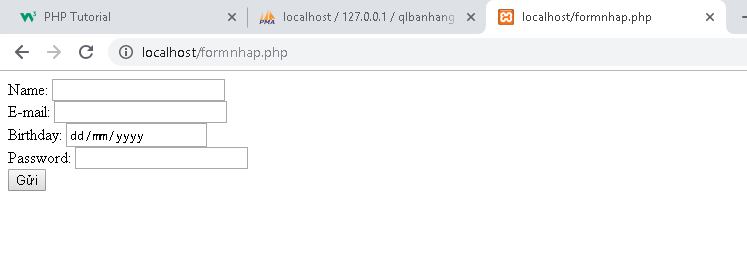 PHP Tutorial
localhost / 127.0.0.1 / qlbanhang
localhost/formnhap.php
localhost/formnhap.php
Name:
E-mail:
Birthday: dd/mm/yyyy
Password:
Gửi